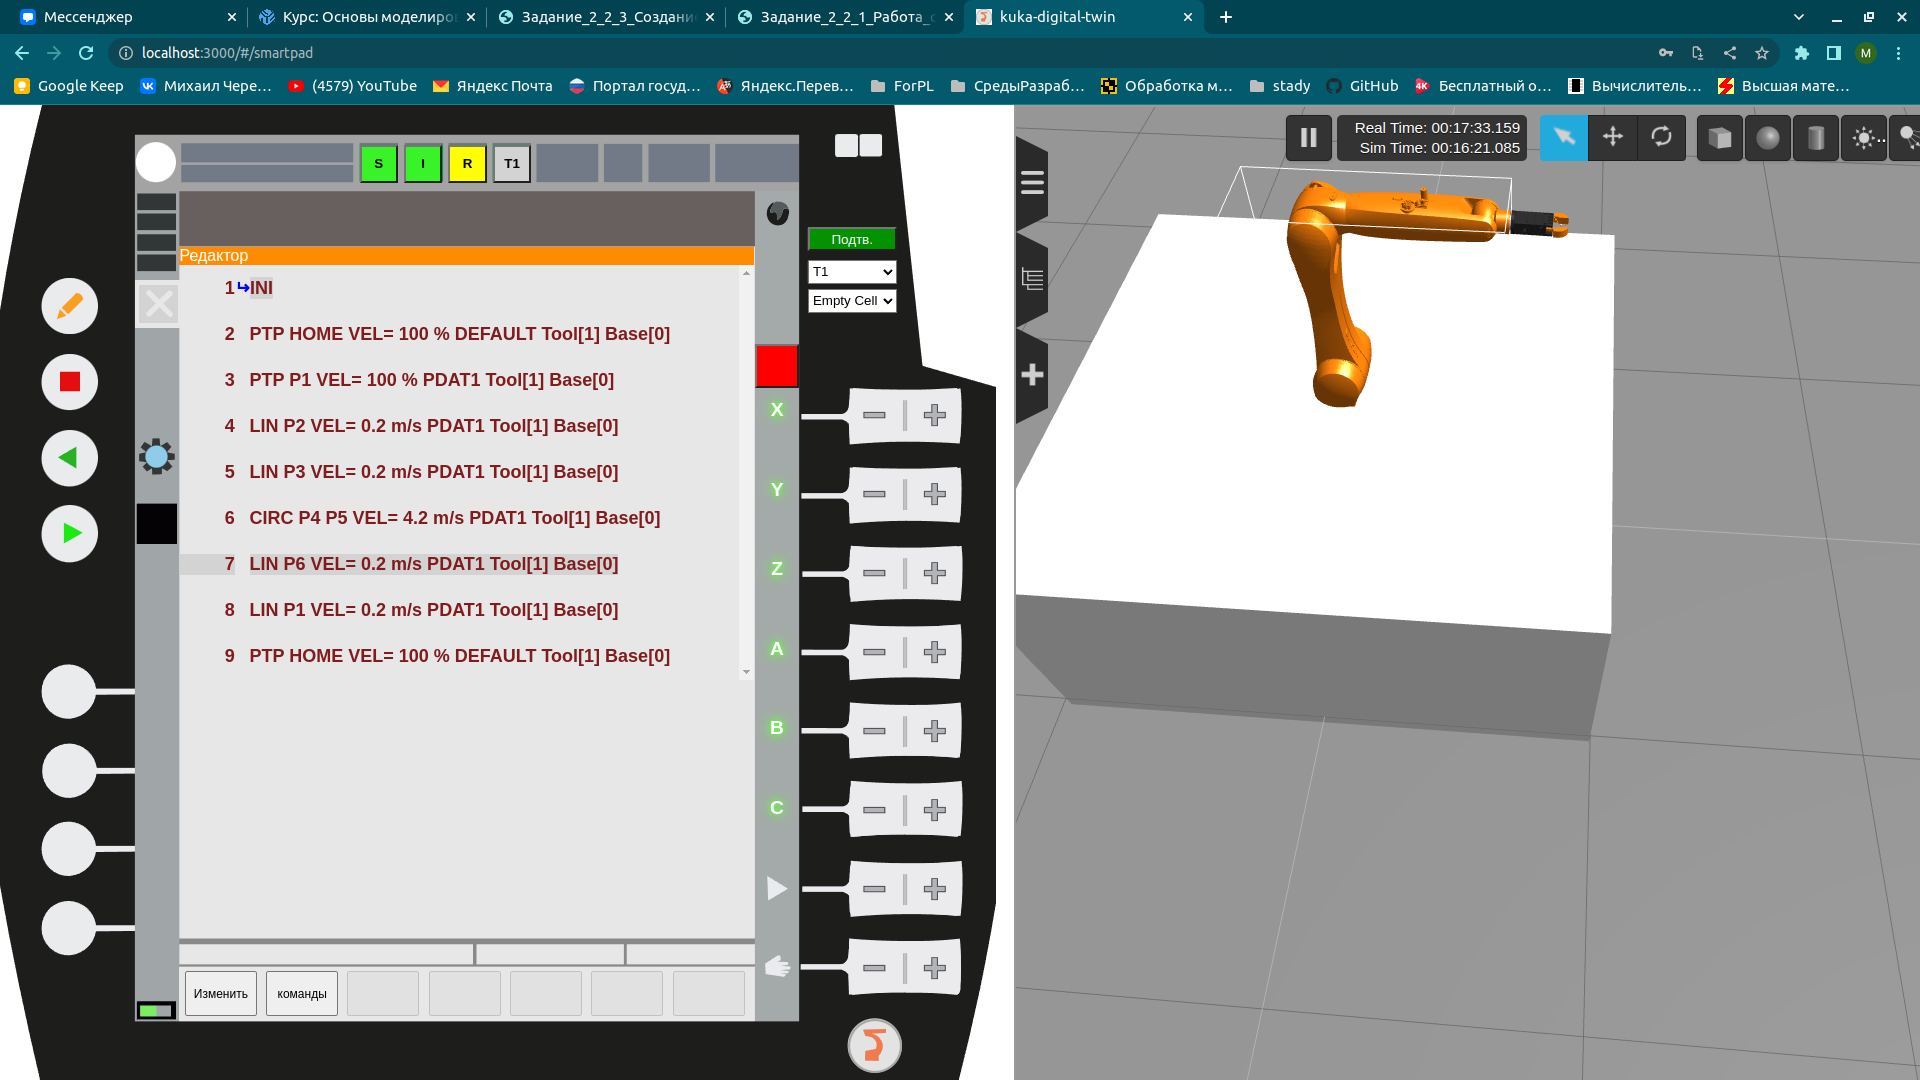 Мессенджер
Курс: Основы моделиров
Задание_2_2_3_Создани
Задание_2_2_1_Работа_
kuka-digital-twin
localhost:3000/#/smartpad
M
Google Keep
Михаил Чере…
(4579) YouTube
Яндекс Почта
Портал госуд…
Яндекс.Перев…
ForPL
СредыРазраб…
Обработка м…
stady
GitHub
4K
Бесплатный о…
Вычислитель…
Высшая мате…
S
I
R
T1
Real Time: 00:17:33.159
Sim Time: 00:16:21.085
Подтв.
T1
Empty Cell
Редактор
1 INI
2 PTP HOME VEL= 100 % DEFAULT Tool[1] Base[0]
3 PTP P1 VEL= 100 % PDAT1 Tool[1] Base[0]
4 LIN P2 VEL= 0.2 m/s PDAT1 Tool[1] Base[0]
5 LIN P3 VEL= 0.2 m/s PDAT1 Tool[1] Base[0]
6 CIRC P4 P5 VEL= 4.2 m/s PDAT1 Tool[1] Base[0]
7 LIN P6 VEL= 0.2 m/s PDAT1 Tool[1] Base[0]
8 LIN P1 VEL= 0.2 m/s PDAT1 Tool[1] Base[0]
9 PTP HOME VEL= 100 % DEFAULT Tool[1] Base[0]
X
Y
Z
A
B
C
Изменить
команды